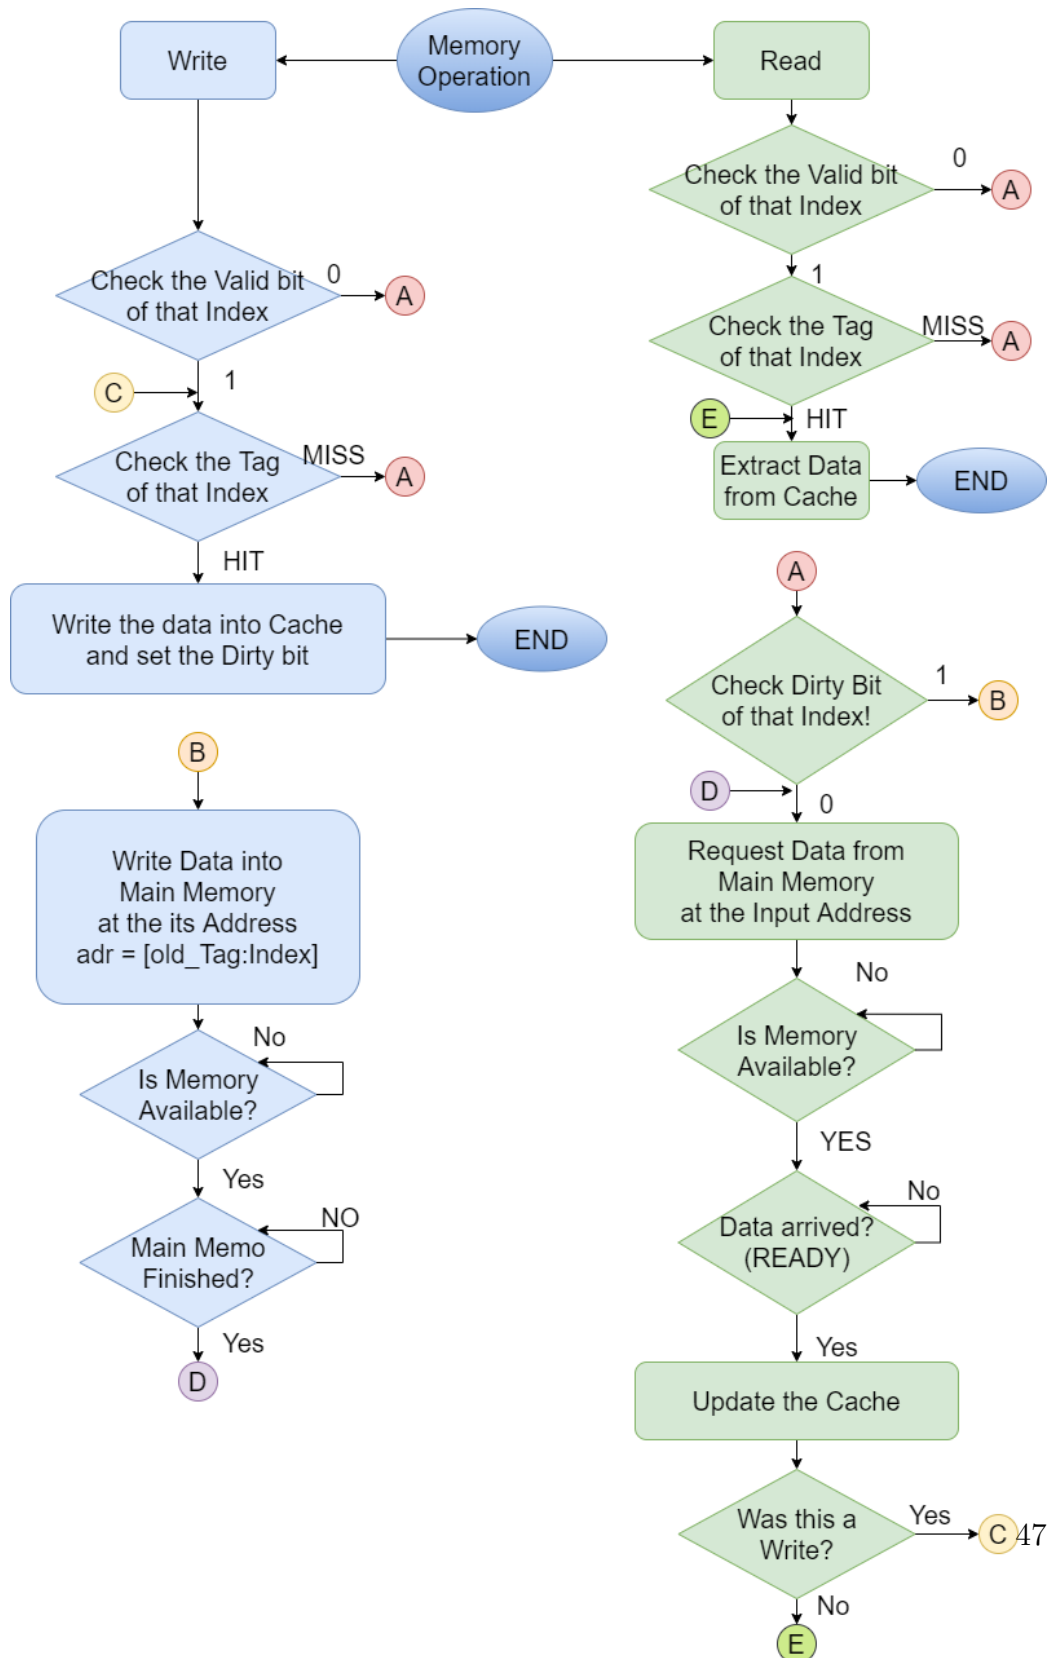 Write
Memory
Operation
Read
Check the Valid bit
of that Index
0
A
1
Check the Tag
of that Index
MISS
A
E
HIT
Extract Data
from Cache
END
Check the Valid bit
of that Index
0
A
C
1
Check the Tag
of that Index
MISS
A
HIT
Write the data into Cache
and set the Dirty bit
END
A
Check Dirty Bit
of that Index!
1
B
D
0
Request Data from
Main Memory
at the Input Address
No
Is Memory
Available?
YES
No
Data arrived?
(READY)
Yes
Update the Cache
Was this a
Write?
Yes
C
47
No
E
B
Write Data into
Main Memory
at the its Address
adr = [old_Tag:Index]
No
Is Memory
Available?
Yes
NO
Main Memo
Finished?
Yes
D